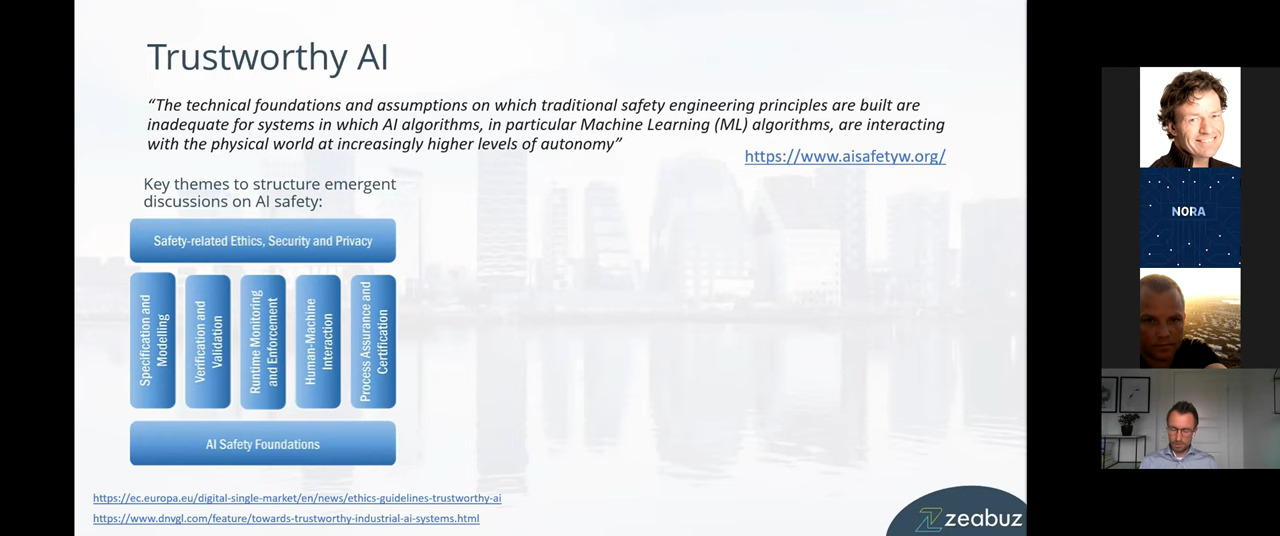 Trustworthy AI
“The technical foundations and assumptions on which traditional safety engineering principles are built are
inadequate for systems in which AI algorithms, in particular Machine Learning (ML) algorithms, are interacting
with the physical world at increasingly higher levels of autonomy”
https://www.aisafetyw.org/
Key themes to structure emergent
discussions on AI safety:
Safety-related Ethics, Security and Privacy
Specification and
Modelling
Verification and
Validation
Runtime Monitoring
and Enforcement
Human-Machine
Interaction
Process Assurance and
Certification
AI Safety Foundations
https://ec.europa.eu/digital-single-market/en/news/ethics-guidelines-trustworthy-ai
https://www.dnvgl.com/feature/towards-trustworthy-industrial-ai-systems.html
zeabuz
NORA